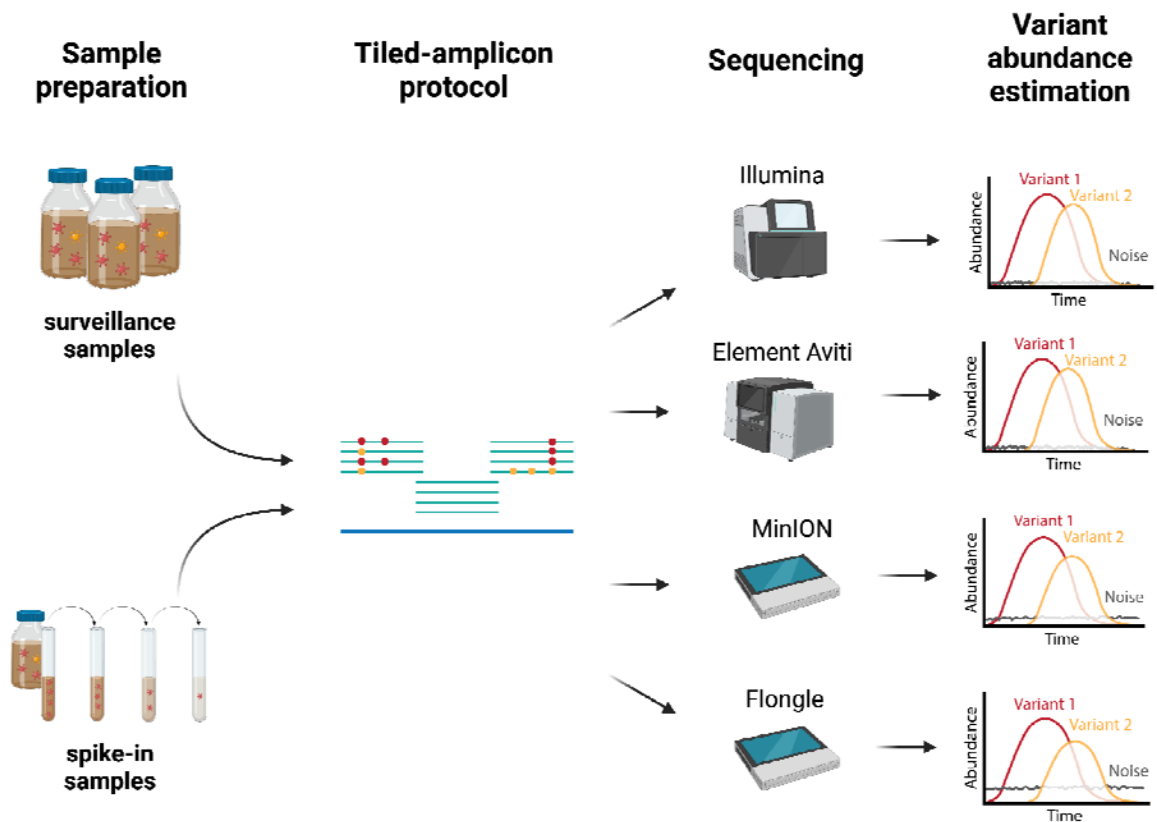 Sample
preparation
Tiled-amplicon
protocol
Sequencing
Variant
abundance
estimation
surveillance
samples
spike-in
samples
Illumina
Abundance
Variant 1
Variant 2
Noise
Time
Element Aviti
Abundance
Variant 1
Variant 2
Noise
Time
MinION
Abundance
Variant 1
Variant 2
Noise
Time
Flongle
Abundance
Variant 1
Variant 2
Noise
Time